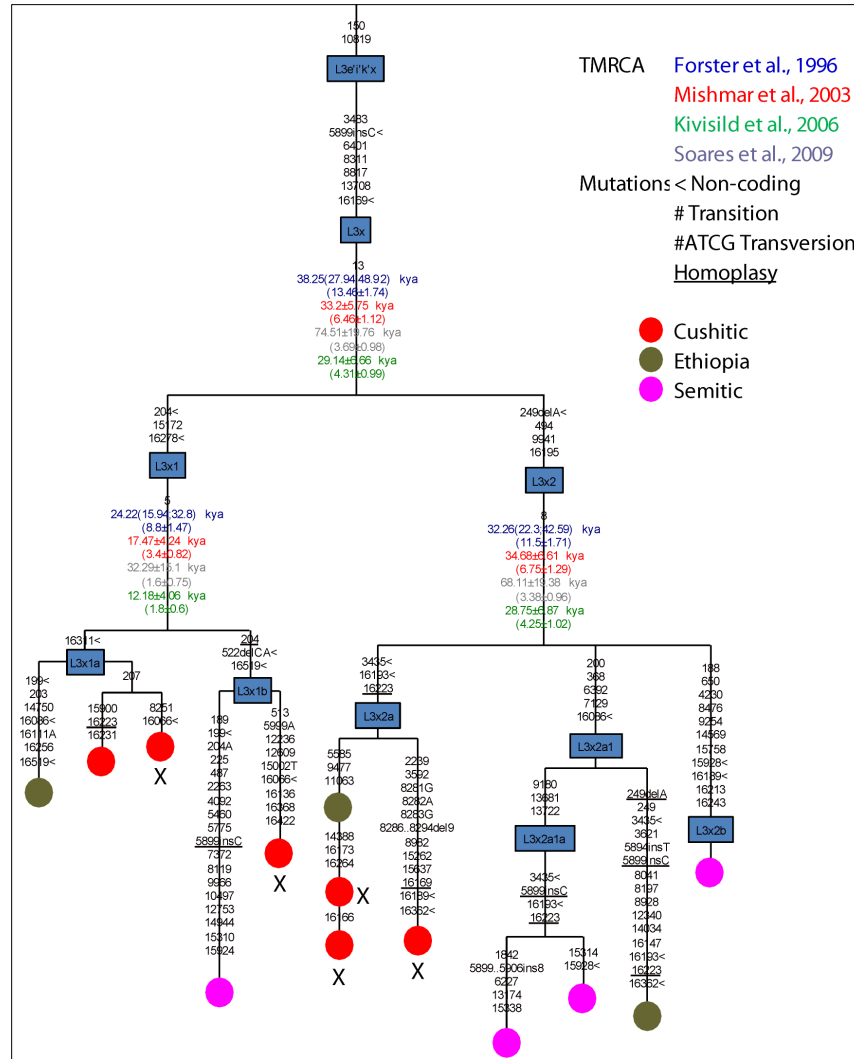 150
10819
L3e'i'k'x
TMRCA
Forster et al., 1996
Mishmar et al., 2003
Kivisild et al., 2006
Soares et al., 2009
Mutations
< Non-coding
# Transition
#ATCG Transversion
Homoplasy
Cushitic
Ethiopia
Semitic
3483
5899insC<
6401
8311
8817
13708
16169<
L3x
13
38.25(27.94;48.92) kya
(13.46±1.74)
33.2±5.75 kya
(6.46±1.12)
74.51±19.76 kya
(3.69±0.98)
29.14±6.66 kya
(4.31±0.99)
204<
15172
16278<
L3x1
5
24.22(15.94;32.8) kya
(8.8±1.47)
17.47±4.24 kya
(3.4±0.82)
32.29±15.1 kya
(1.6±0.75)
12.18±4.06 kya
(1.8±0.6)
249delA<
494
9941
16195
L3x2
8
32.26(22.3;42.59) kya
(11.5±1.71)
34.68±6.61 kya
(6.75±1.29)
68.11±19.38 kya
(3.38±0.96)
28.75±6.87 kya
(4.25±1.02)
16311<
L3x1a
199<
203
14750
16086<
16111A
16256
16519<
207
15900
16223
16231
8251
16066<
X
204
522delCA<
16519<
L3x1b
189
199<
204A
225
487
2263
4092
5460
5775
5899insC
7372
8119
9966
10497
12753
14944
15310
15924
513
5999A
12236
12609
15002T
16066<
16136
16368
16422
X
3435<
16193<
16223
L3x2a
5585
9477
11063
14388
16173
16264
X
16166
X
2239
3592
8281G
8282A
8283G
8286..8294del9
8982
15262
15637
16169
16189<
16362<
X
200
368
6392
7129
16086<
L3x2a1
9180
13681
13722
L3x2a1a
3435<
5899insC
16193<
16223
1842
5899..5906ins8
6227
13174
15338
15314
15928<
249delA
249
3435<
3621
5894insT
5899insC
8041
8197
8928
12340
14034
16147
16193<
16223
16362<
188
650
4230
8476
9254
14569
15758
15928<
16189<
16213
16243
L3x2b